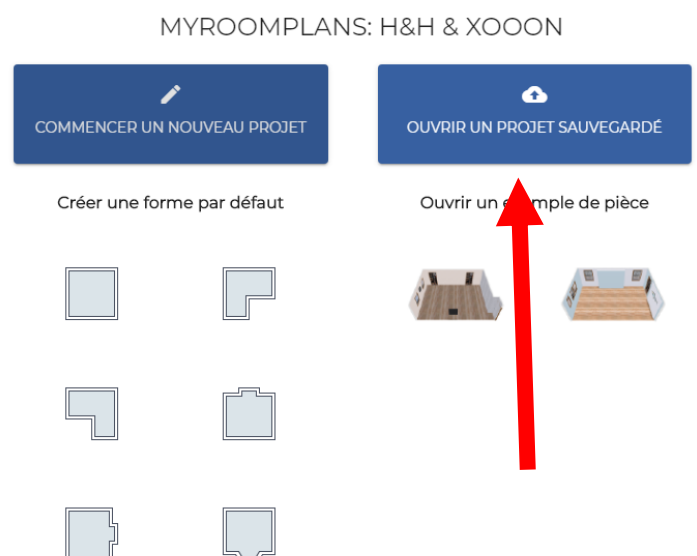 MYROOMPLANS: H&H & XOOON
COMMENCER UN NOUVEAU PROJET
OUVRIR UN PROJET SAUVEGARDÉ
Créer une forme par défaut
Ouvrir un exemple de pièce